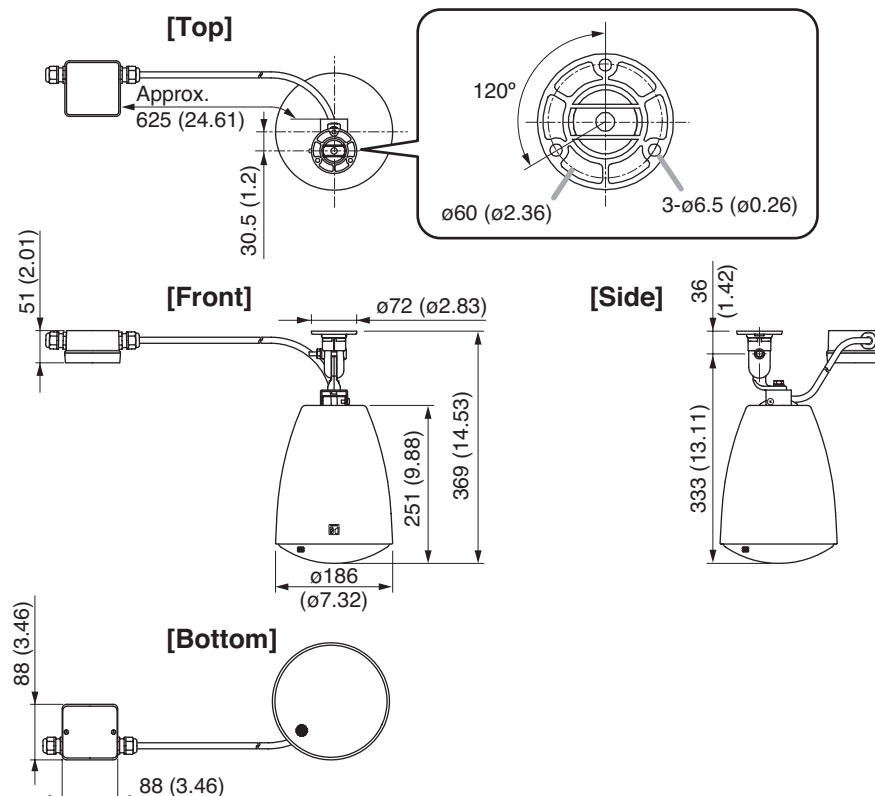 [Top]
Approx.
625 (24.61)
30.5 (1.2)
120º
ø60 (ø2.36)
3-ø6.5 (ø0.26)
[Front]
51 (2.01)
ø72 (ø2.83)
251 (9.88)
369 (14.53)
ø186
(ø7.32)
[Side]
36
(1.42)
333 (13.11)
[Bottom]
88 (3.46)
88 (3.46)